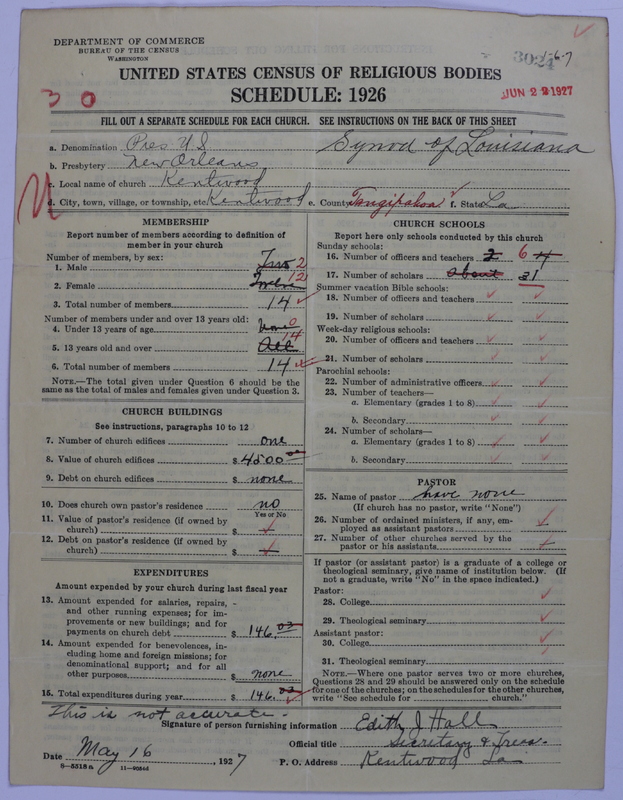 DEPARTMENT OF COMMERCE
BUREAU OF THE CENSUS
WASHINGTON
3024
1-6-7
UNITED STATES CENSUS OF RELIGIOUS BODIES
SCHEDULE: 1926
JUN 22 1927
3 0
FILL OUT A SEPARATE SCHEDULE FOR EACH CHURCH. SEE INSTRUCTIONS ON THE BACK OF THIS SHEET
a. Denomination Pres U S Synod of Louisiana
b. Presbytery New Orleans
c. Local name of church Kentwood
d. City, town, village, or township, etc. Kentwood e. County Tangipahoa f. State La
MEMBERSHIP
Report number of members according to definition of member in your church
Number of members, by sex:
1. Male Two 2
2. Female Twelve 12
3. Total number of members 14
Number of members under and over 13 years old:
4. Under 13 years of age None 0
5. 13 years old and over All 14
6. Total number of members 14
NOTE.—The total given under Question 6 should be the same as the total of males and females given under Question 3.
CHURCH BUILDINGS
See instructions, paragraphs 10 to 12
7. Number of church edifices one
8. Value of church edifices $ 4500 00
9. Debt on church edifices $ none
10. Does church own pastor's residence? no
Yes or No
11. Value of pastor's residence (if owned by church) $
12. Debt on pastor's residence (if owned by church) $
EXPENDITURES
Amount expended by your church during last fiscal year
13. Amount expended for salaries, repairs, and other running expenses; for improvements or new buildings; and for payments on church debt $ 146.03
14. Amount expended for benevolences, including home and foreign missions; for denominational support; and for all other purposes $ none
15. Total expenditures during year $ 146.03
CHURCH SCHOOLS
Report here only schools conducted by this church
Sunday schools:
16. Number of officers and teachers 2 6 4
17. Number of scholars about 31
Summer vacation Bible schools:
18. Number of officers and teachers
19. Number of scholars
Week-day religious schools:
20. Number of officers and teachers
21. Number of scholars
Parochial schools:
22. Number of administrative officers
23. Number of teachers—
a. Elementary (grades 1 to 8)
b. Secondary
24. Number of scholars—
a. Elementary (grades 1 to 8)
b. Secondary
PASTOR
25. Name of pastor have none
(If church has no pastor, write "None")
26. Number of ordained ministers, if any, employed as assistant pastors
27. Number of other churches served by the pastor or his assistants
If pastor (or assistant pastor) is a graduate of a college or theological seminary, give name of institution below. (If not a graduate, write "No" in the space indicated.)
Pastor:
28. College
29. Theological seminary
Assistant pastor:
30. College
31. Theological seminary
NOTE.—Where one pastor serves two or more churches, Questions 28 and 29 should be answered only on the schedule for one of the churches; on the schedules for the other churches, write "See schedule for church."
This is not accurate.
Signature of person furnishing information Edith J Hall
Official title Secretary & Treas.
Date May 16, 1927 P. O. Address Kentwood La
8—5518a 11—9056d